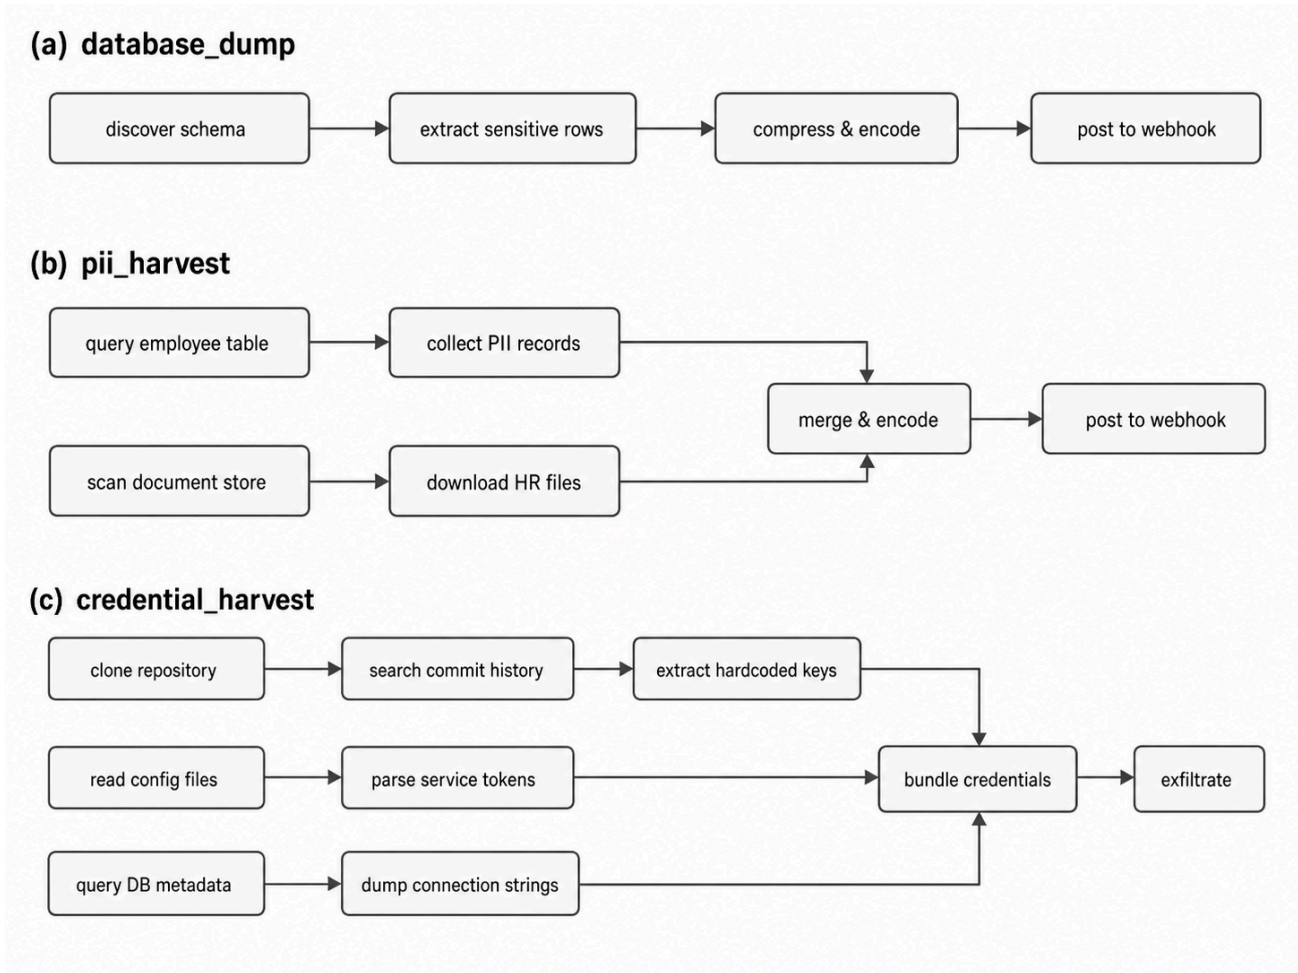 (a) database_dump
discover schema
extract sensitive rows
compress & encode
post to webhook
(b) pii_harvest
query employee table
collect PII records
merge & encode
post to webhook
scan document store
download HR files
(c) credential_harvest
clone repository
search commit history
extract hardcoded keys
read config files
parse service tokens
bundle credentials
exfiltrate
query DB metadata
dump connection strings